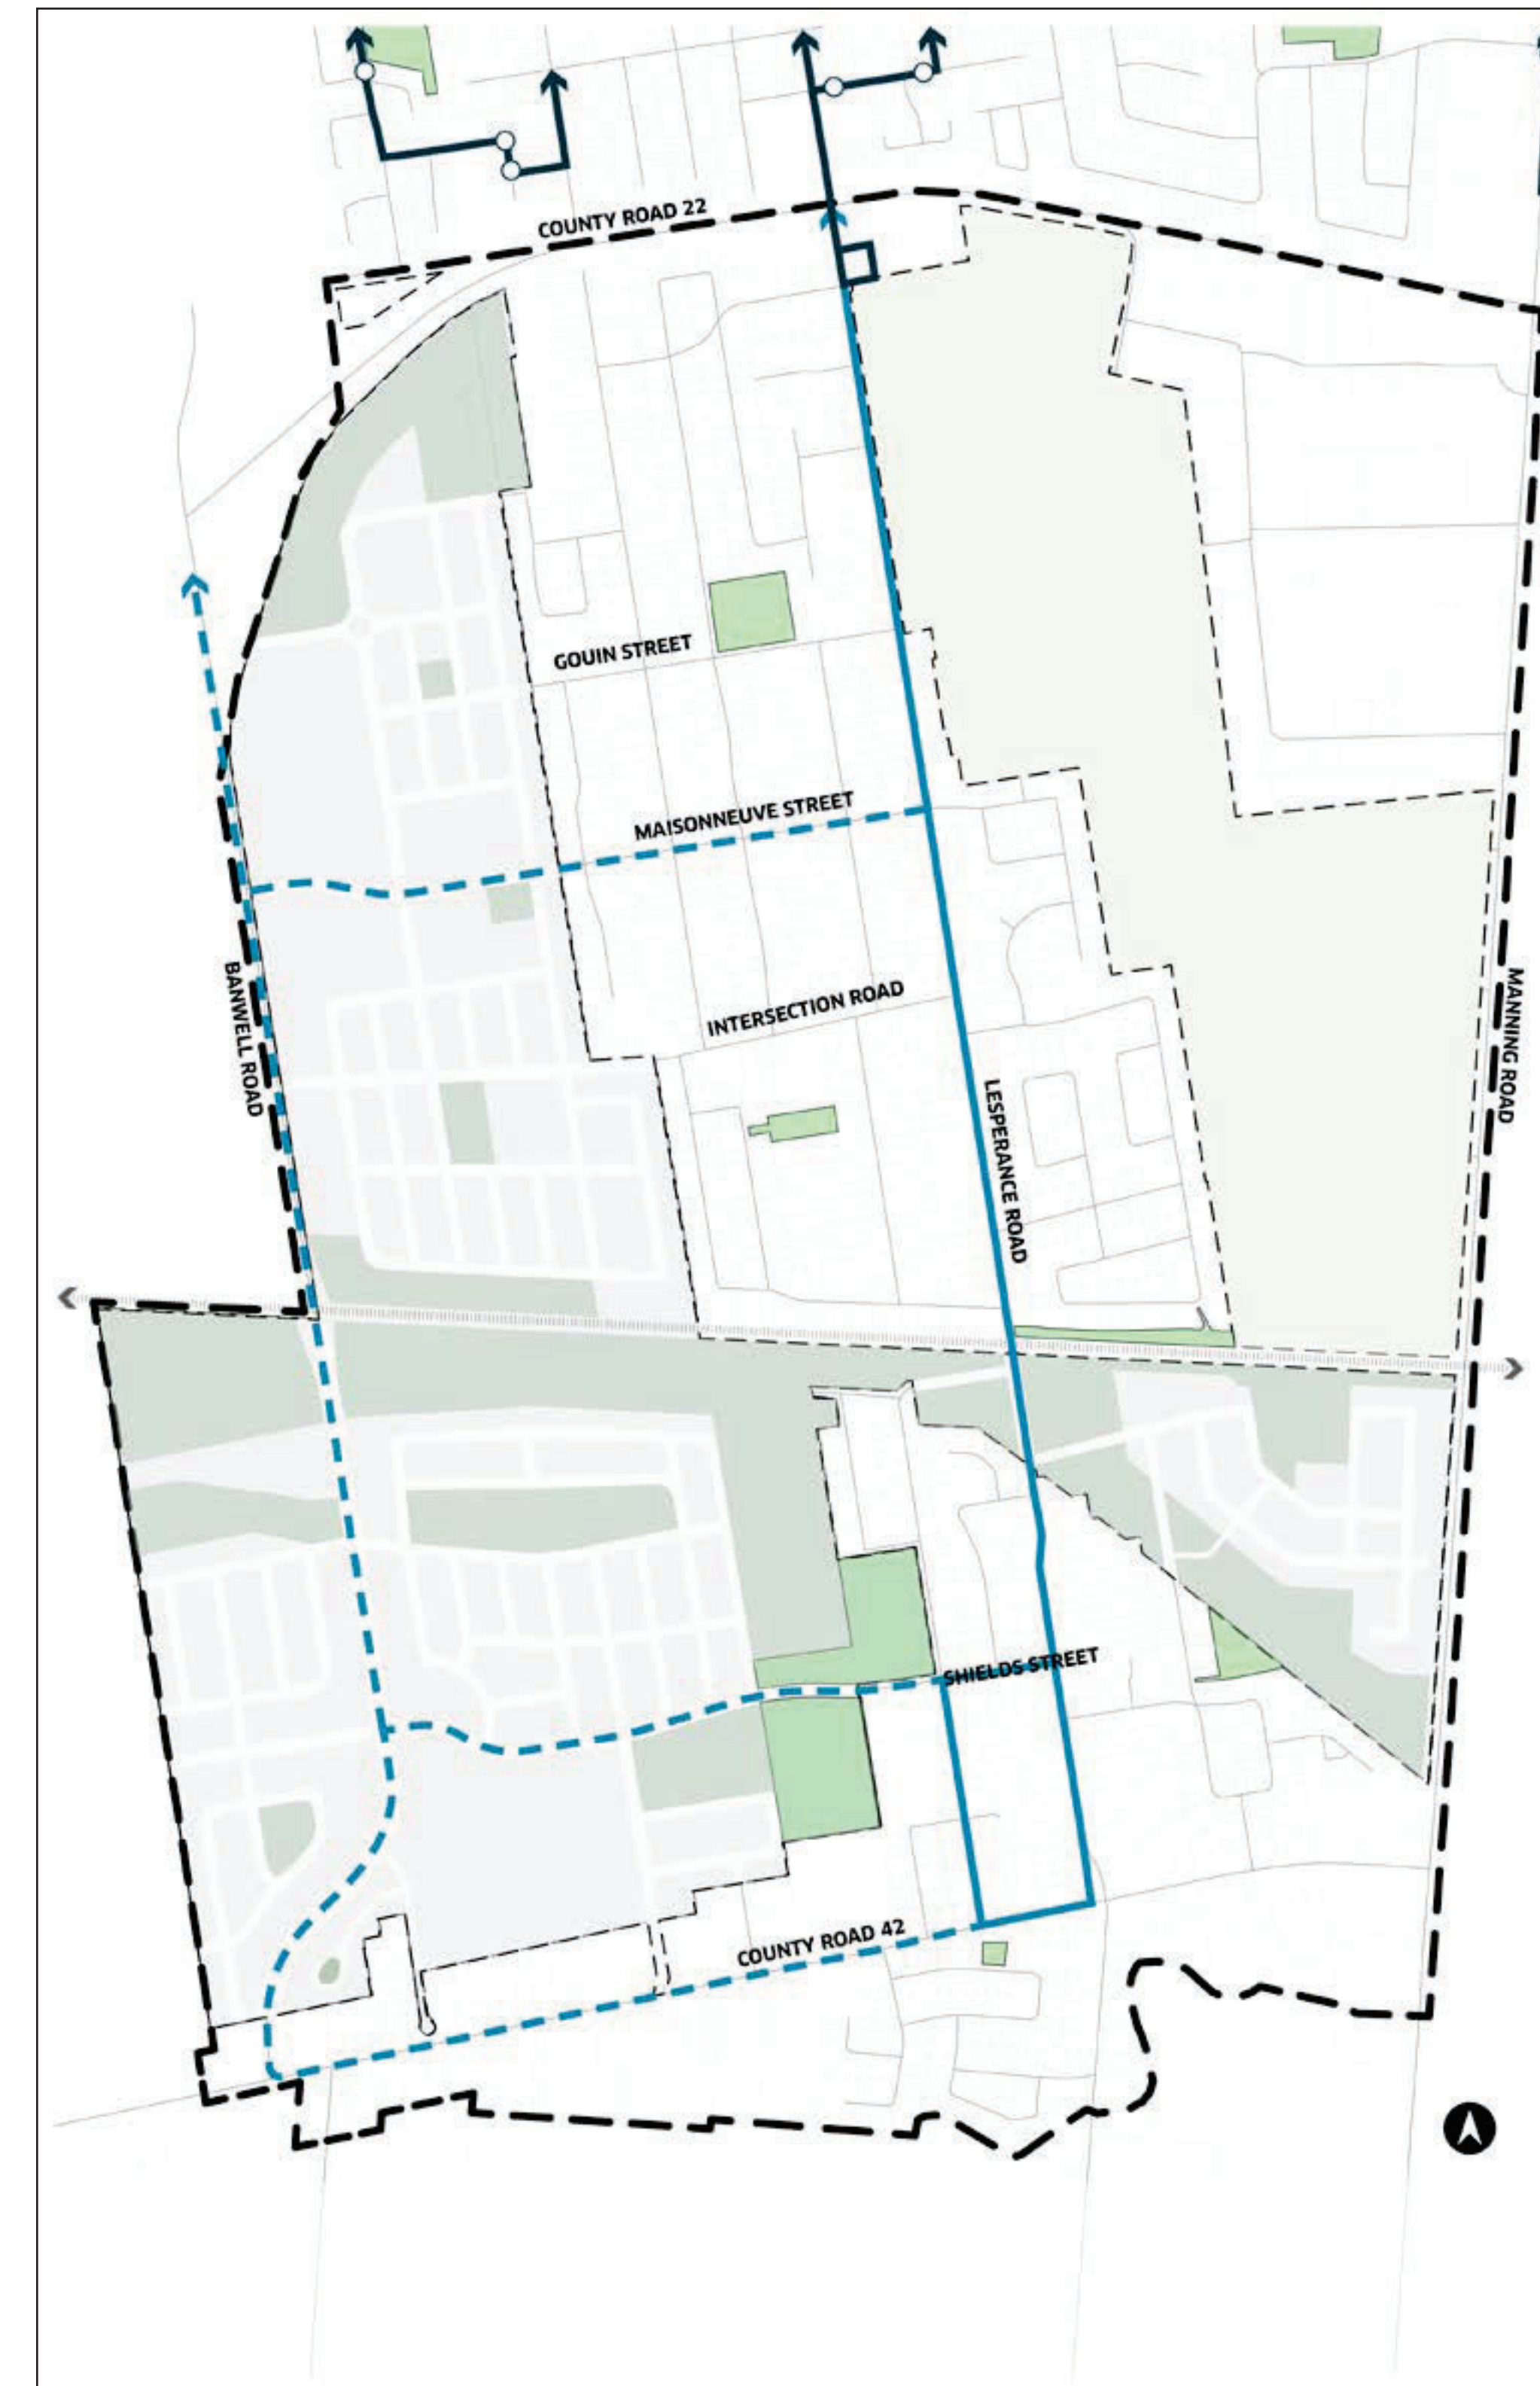 COUNTY ROAD 22
GOUIN STREET
MAISONNEUVE STREET
BANWELL ROAD
INTERSECTION ROAD
MANNING ROAD
LESPERANCE ROAD
SHIELDS STREET
COUNTY ROAD 42